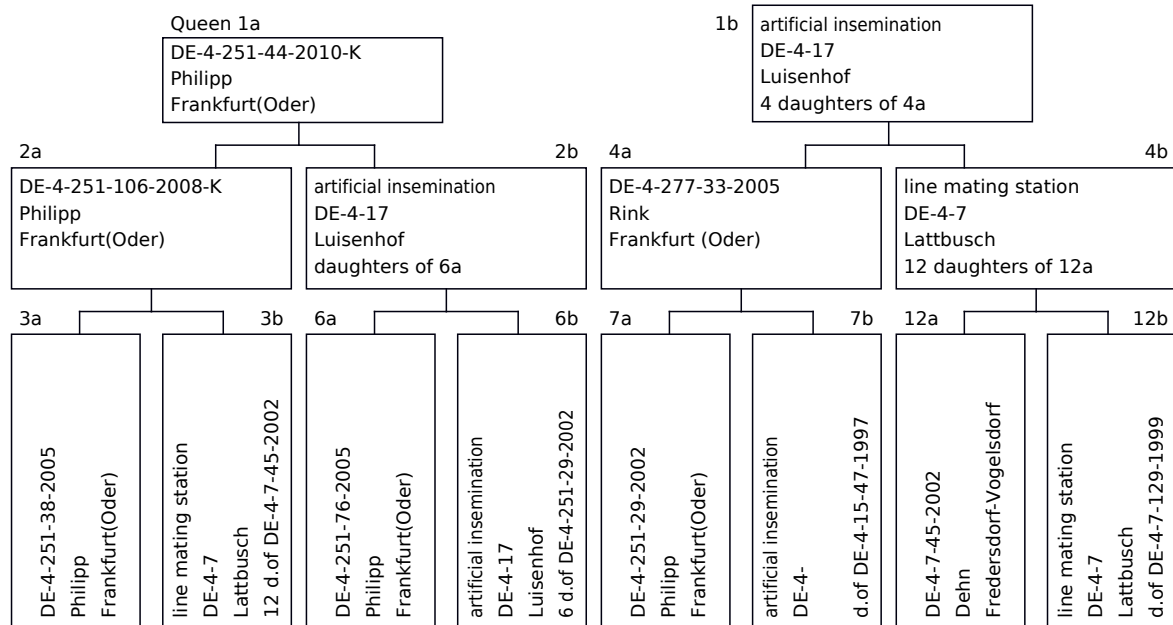 Queen 1a
DE-4-251-44-2010-K
Philipp
Frankfurt(Oder)
1b
artificial insemination
DE-4-17
Luisenhof
4 daughters of 4a
2a
DE-4-251-106-2008-K
Philipp
Frankfurt(Oder)
2b
artificial insemination
DE-4-17
Luisenhof
daughters of 6a
4a
DE-4-277-33-2005
Rink
Frankfurt (Oder)
4b
line mating station
DE-4-7
Lattbusch
12 daughters of 12a
3a
DE-4-251-38-2005
Philipp
Frankfurt(Oder)
3b
line mating station
DE-4-7
Lattbusch
12 d.of DE-4-7-45-2002
6a
DE-4-251-76-2005
Philipp
Frankfurt(Oder)
6b
artificial insemination
DE-4-17
Luisenhof
6 d.of DE-4-251-29-2002
7a
DE-4-251-29-2002
Philipp
Frankfurt(Oder)
7b
artificial insemination
DE-4-
d.of DE-4-15-47-1997
12a
DE-4-7-45-2002
Dehn
Fredersdorf-Vogelsdorf
12b
line mating station
DE-4-7
Lattbusch
d.of DE-4-7-129-1999